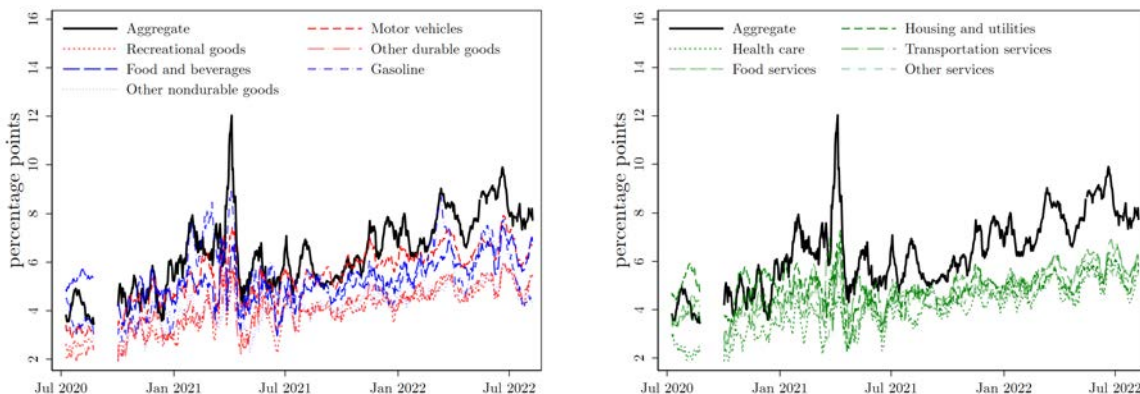 percentage points
16
14
12
10
8
6
4
2
Aggregate
Recreational goods
Food and beverages
Other nondurable goods
Motor vehicles
Other durable goods
Gasoline
Jul 2020 Jan 2021 Jul 2021 Jan 2022 Jul 2022
percentage points
16
14
12
10
8
6
4
2
Aggregate
Health care
Food services
Housing and utilities
Transportation services
Other services
Jul 2020 Jan 2021 Jul 2021 Jan 2022 Jul 2022